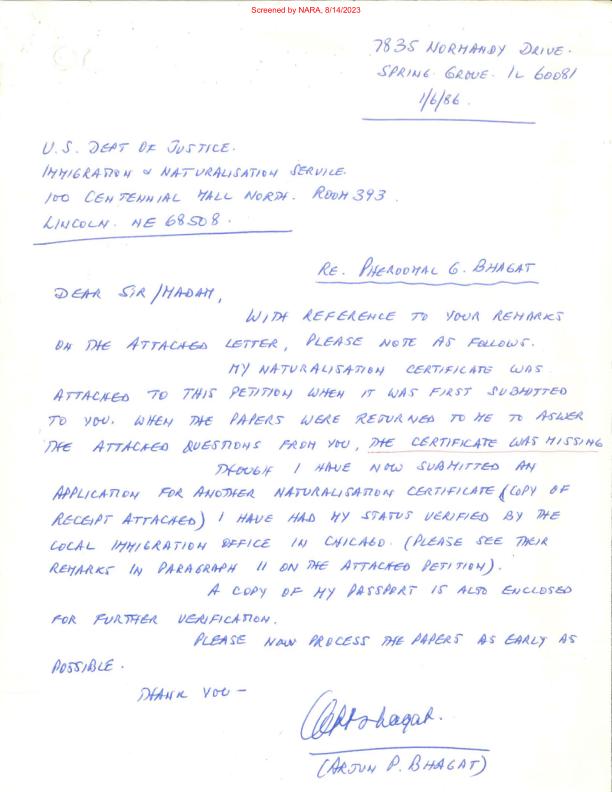 Screened by NARA, 8/14/2023
7835 NORMANDY DRIVE.
SPRING GROVE. IL 60081
1/6/86.
U.S. DEPT OF JUSTICE.
IMMIGRATION & NATURALISATION SERVICE.
100 CENTENNIAL MALL NORTH. ROOM 393.
LINCOLN. NE 68508.
RE. PHEROOMAL G. BHAGAT
DEAR SIR/MADAM,
WITH REFERENCE TO YOUR REMARKS
ON THE ATTACHED LETTER, PLEASE NOTE AS FOLLOWS.
MY NATURALISATION CERTIFICATE WAS
ATTACHED TO THIS PETITION WHEN IT WAS FIRST SUBMITTED
TO YOU. WHEN THE PAPERS WERE RETURNED TO ME TO ASWER
THE ATTACHED QUESTIONS FROM YOU, THE CERTIFICATE WAS MISSING
THOUGH I HAVE NOW SUBMITTED AN
APPLICATION FOR ANOTHER NATURALISATION CERTIFICATE (COPY OF
RECEIPT ATTACHED) I HAVE HAD MY STATUS VERIFIED BY THE
LOCAL IMMIGRATION OFFICE IN CHICAGO. (PLEASE SEE THEIR
REMARKS IN PARAGRAPH 11 ON THE ATTACHED PETITION).
A COPY OF MY PASSPORT IS ALSO ENCLOSED
FOR FURTHER VERIFICATION.
PLEASE NOW PROCESS THE PAPERS AS EARLY AS
POSSIBLE.
THANK YOU -
(ARJUN P. BHAGAT)